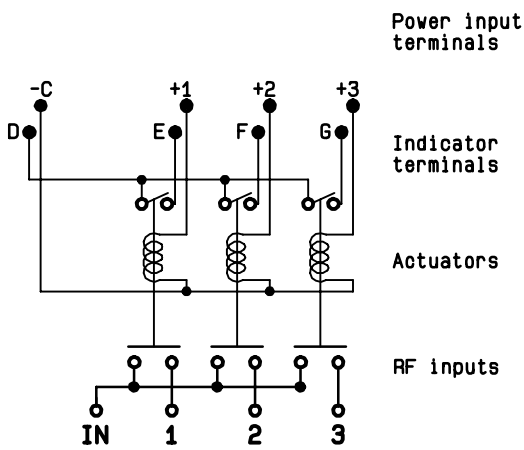 Power input
terminals
-C +1 +2 +3
D E F G
Indicator
terminals
Actuators
RF inputs
IN 1 2 3